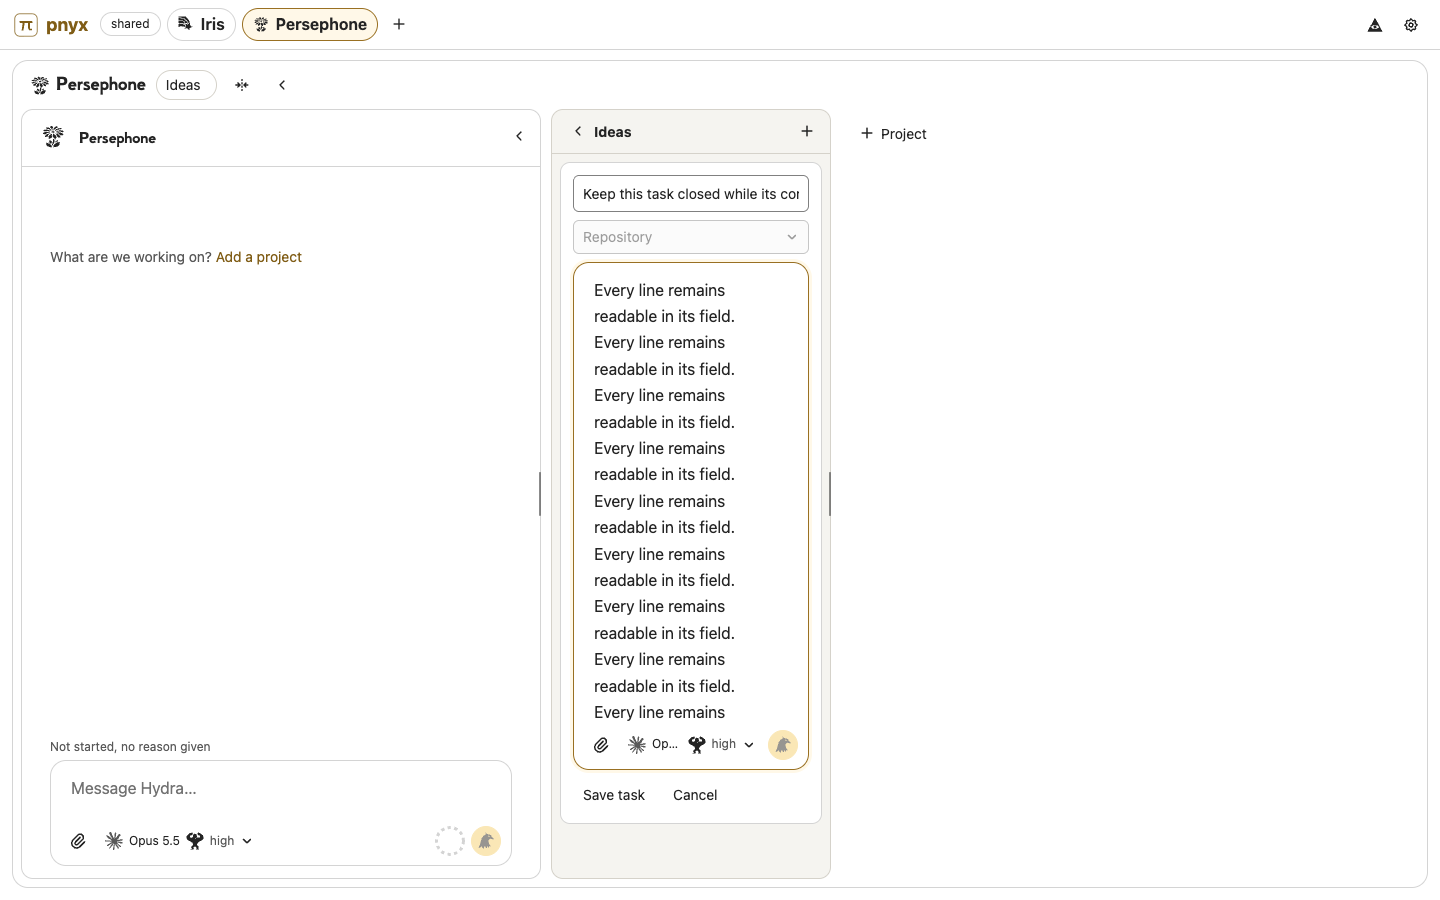 π pnyx shared Iris Persephone
Persephone Ideas
Persephone
What are we working on? Add a project
Not started, no reason given
Message Hydra...
Opus 5.5 high
Ideas
Keep this task closed while its cor
Repository
Every line remains
readable in its field.
Every line remains
readable in its field.
Every line remains
readable in its field.
Every line remains
readable in its field.
Every line remains
readable in its field.
Every line remains
readable in its field.
Every line remains
readable in its field.
Every line remains
readable in its field.
Every line remains
Op... high
Save task Cancel
Project